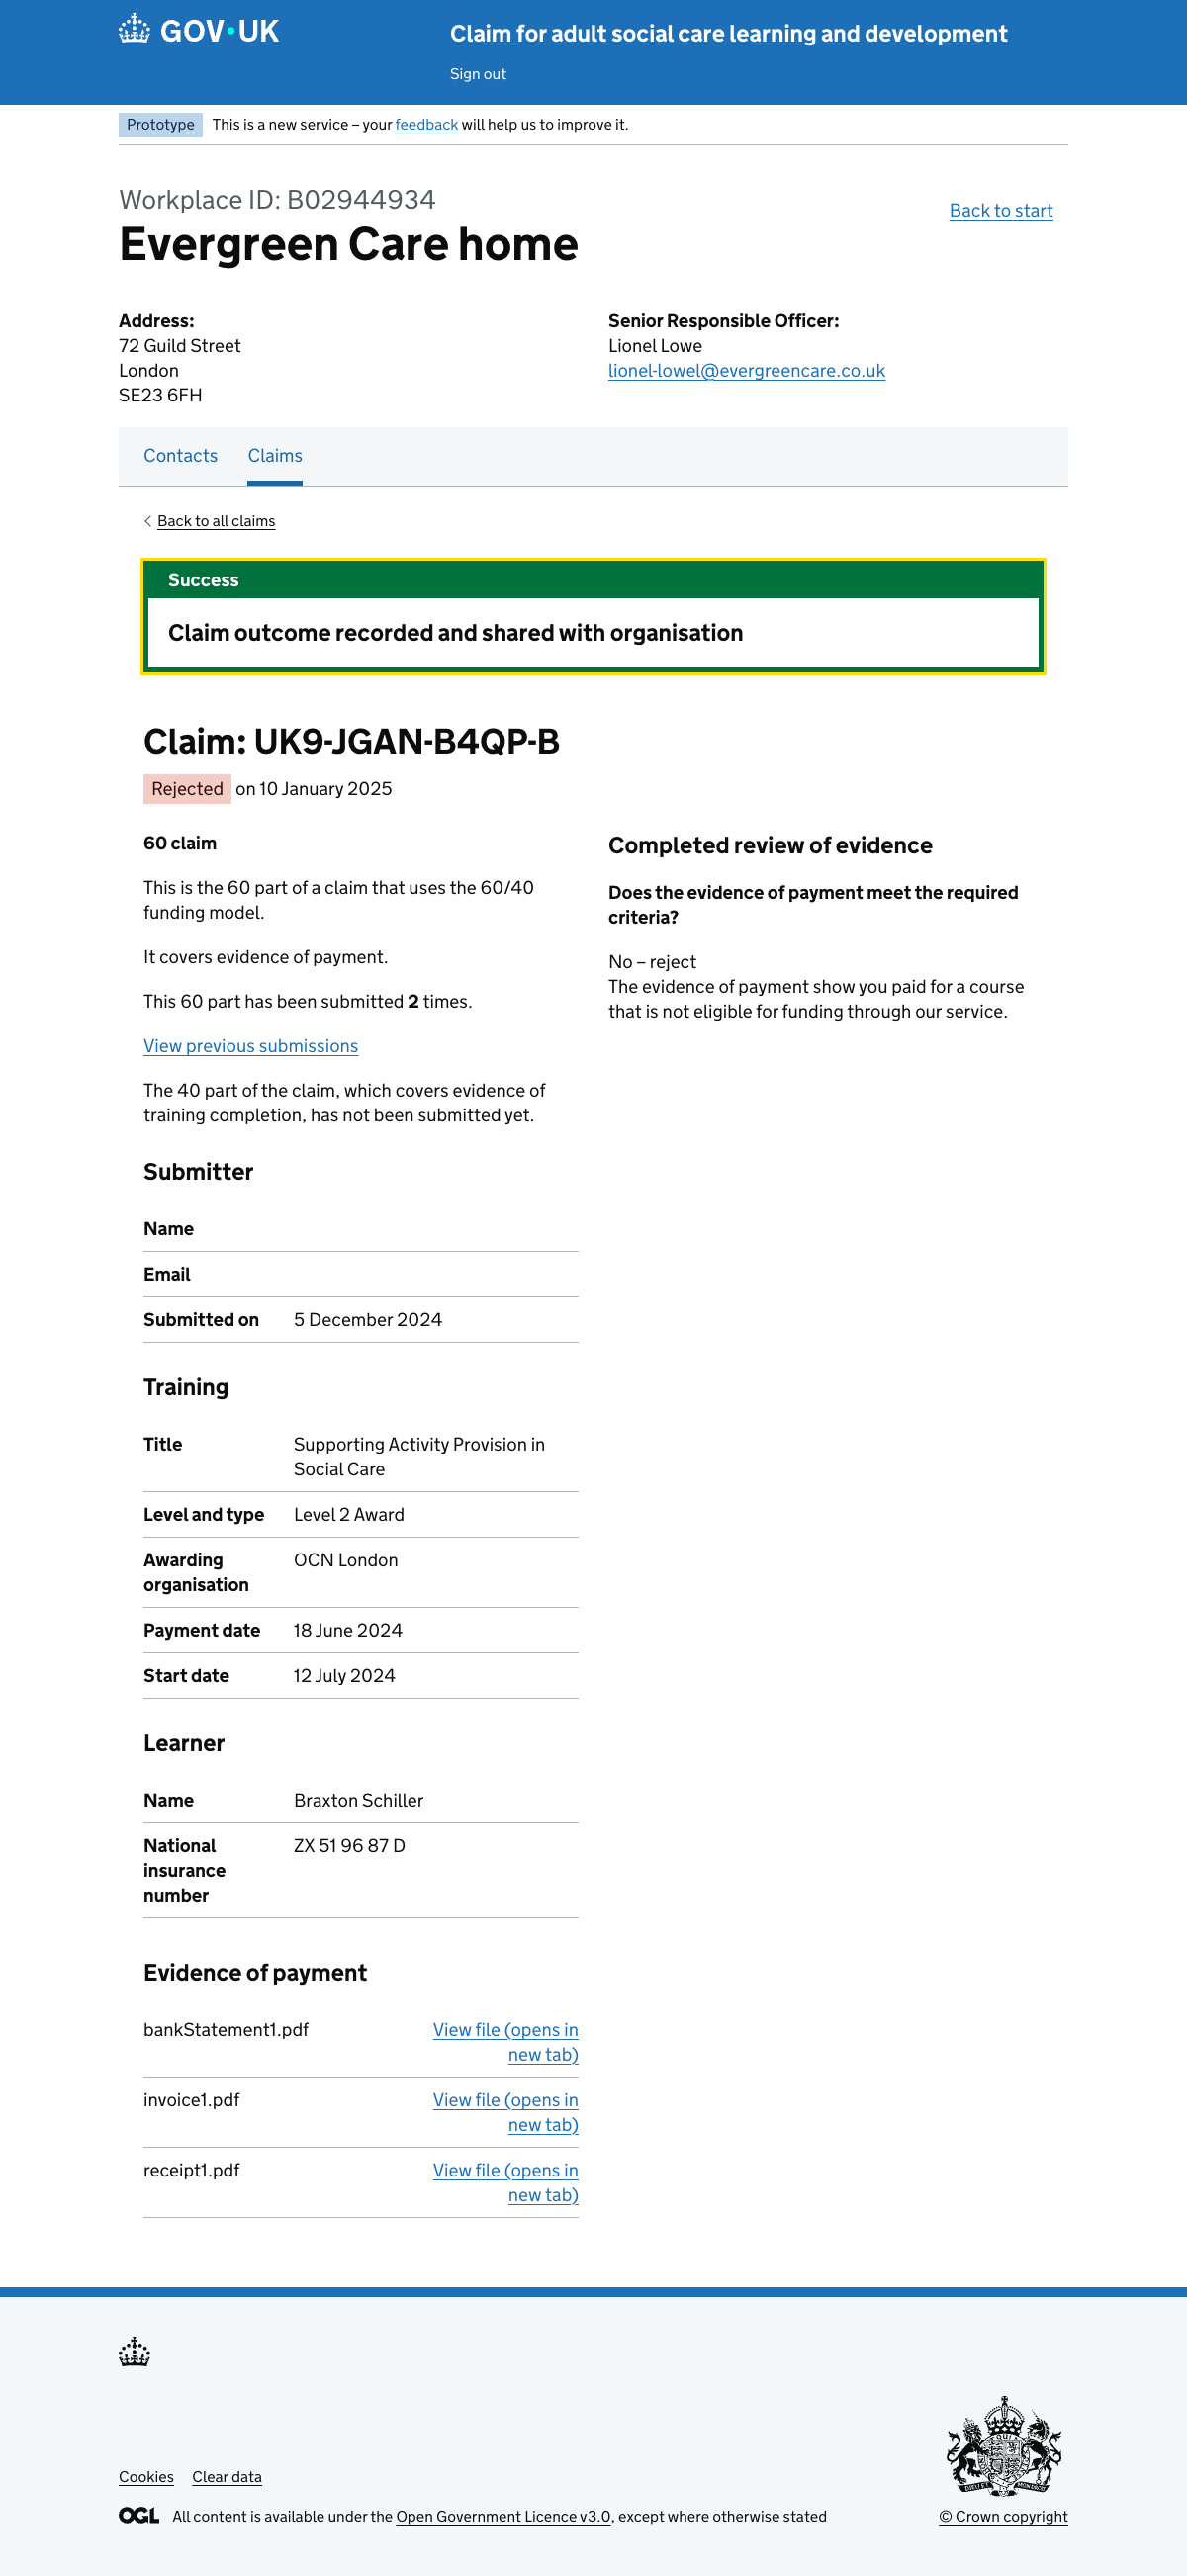 GOV·UK
Claim for adult social care learning and development
Sign out
Prototype This is a new service – your feedback will help us to improve it.
Workplace ID: B02944934
Back to start
Evergreen Care home
Address:
72 Guild Street
London
SE23 6FH
Senior Responsible Officer:
Lionel Lowe
lionel-lowel@evergreencare.co.uk
Contacts Claims
Back to all claims
Success
Claim outcome recorded and shared with organisation
Claim: UK9-JGAN-B4QP-B
Rejected on 10 January 2025
60 claim
This is the 60 part of a claim that uses the 60/40
funding model.
It covers evidence of payment.
This 60 part has been submitted 2 times.
View previous submissions
The 40 part of the claim, which covers evidence of
training completion, has not been submitted yet.
Completed review of evidence
Does the evidence of payment meet the required
criteria?
No – reject
The evidence of payment show you paid for a course
that is not eligible for funding through our service.
Submitter
Name
Email
Submitted on 5 December 2024
Training
Title Supporting Activity Provision in
Social Care
Level and type Level 2 Award
Awarding OCN London
organisation
Payment date 18 June 2024
Start date 12 July 2024
Learner
Name Braxton Schiller
National ZX 51 96 87 D
insurance
number
Evidence of payment
bankStatement1.pdf View file (opens in
new tab)
invoice1.pdf View file (opens in
new tab)
receipt1.pdf View file (opens in
new tab)
Cookies Clear data
OGL All content is available under the Open Government Licence v3.0, except where otherwise stated
© Crown copyright